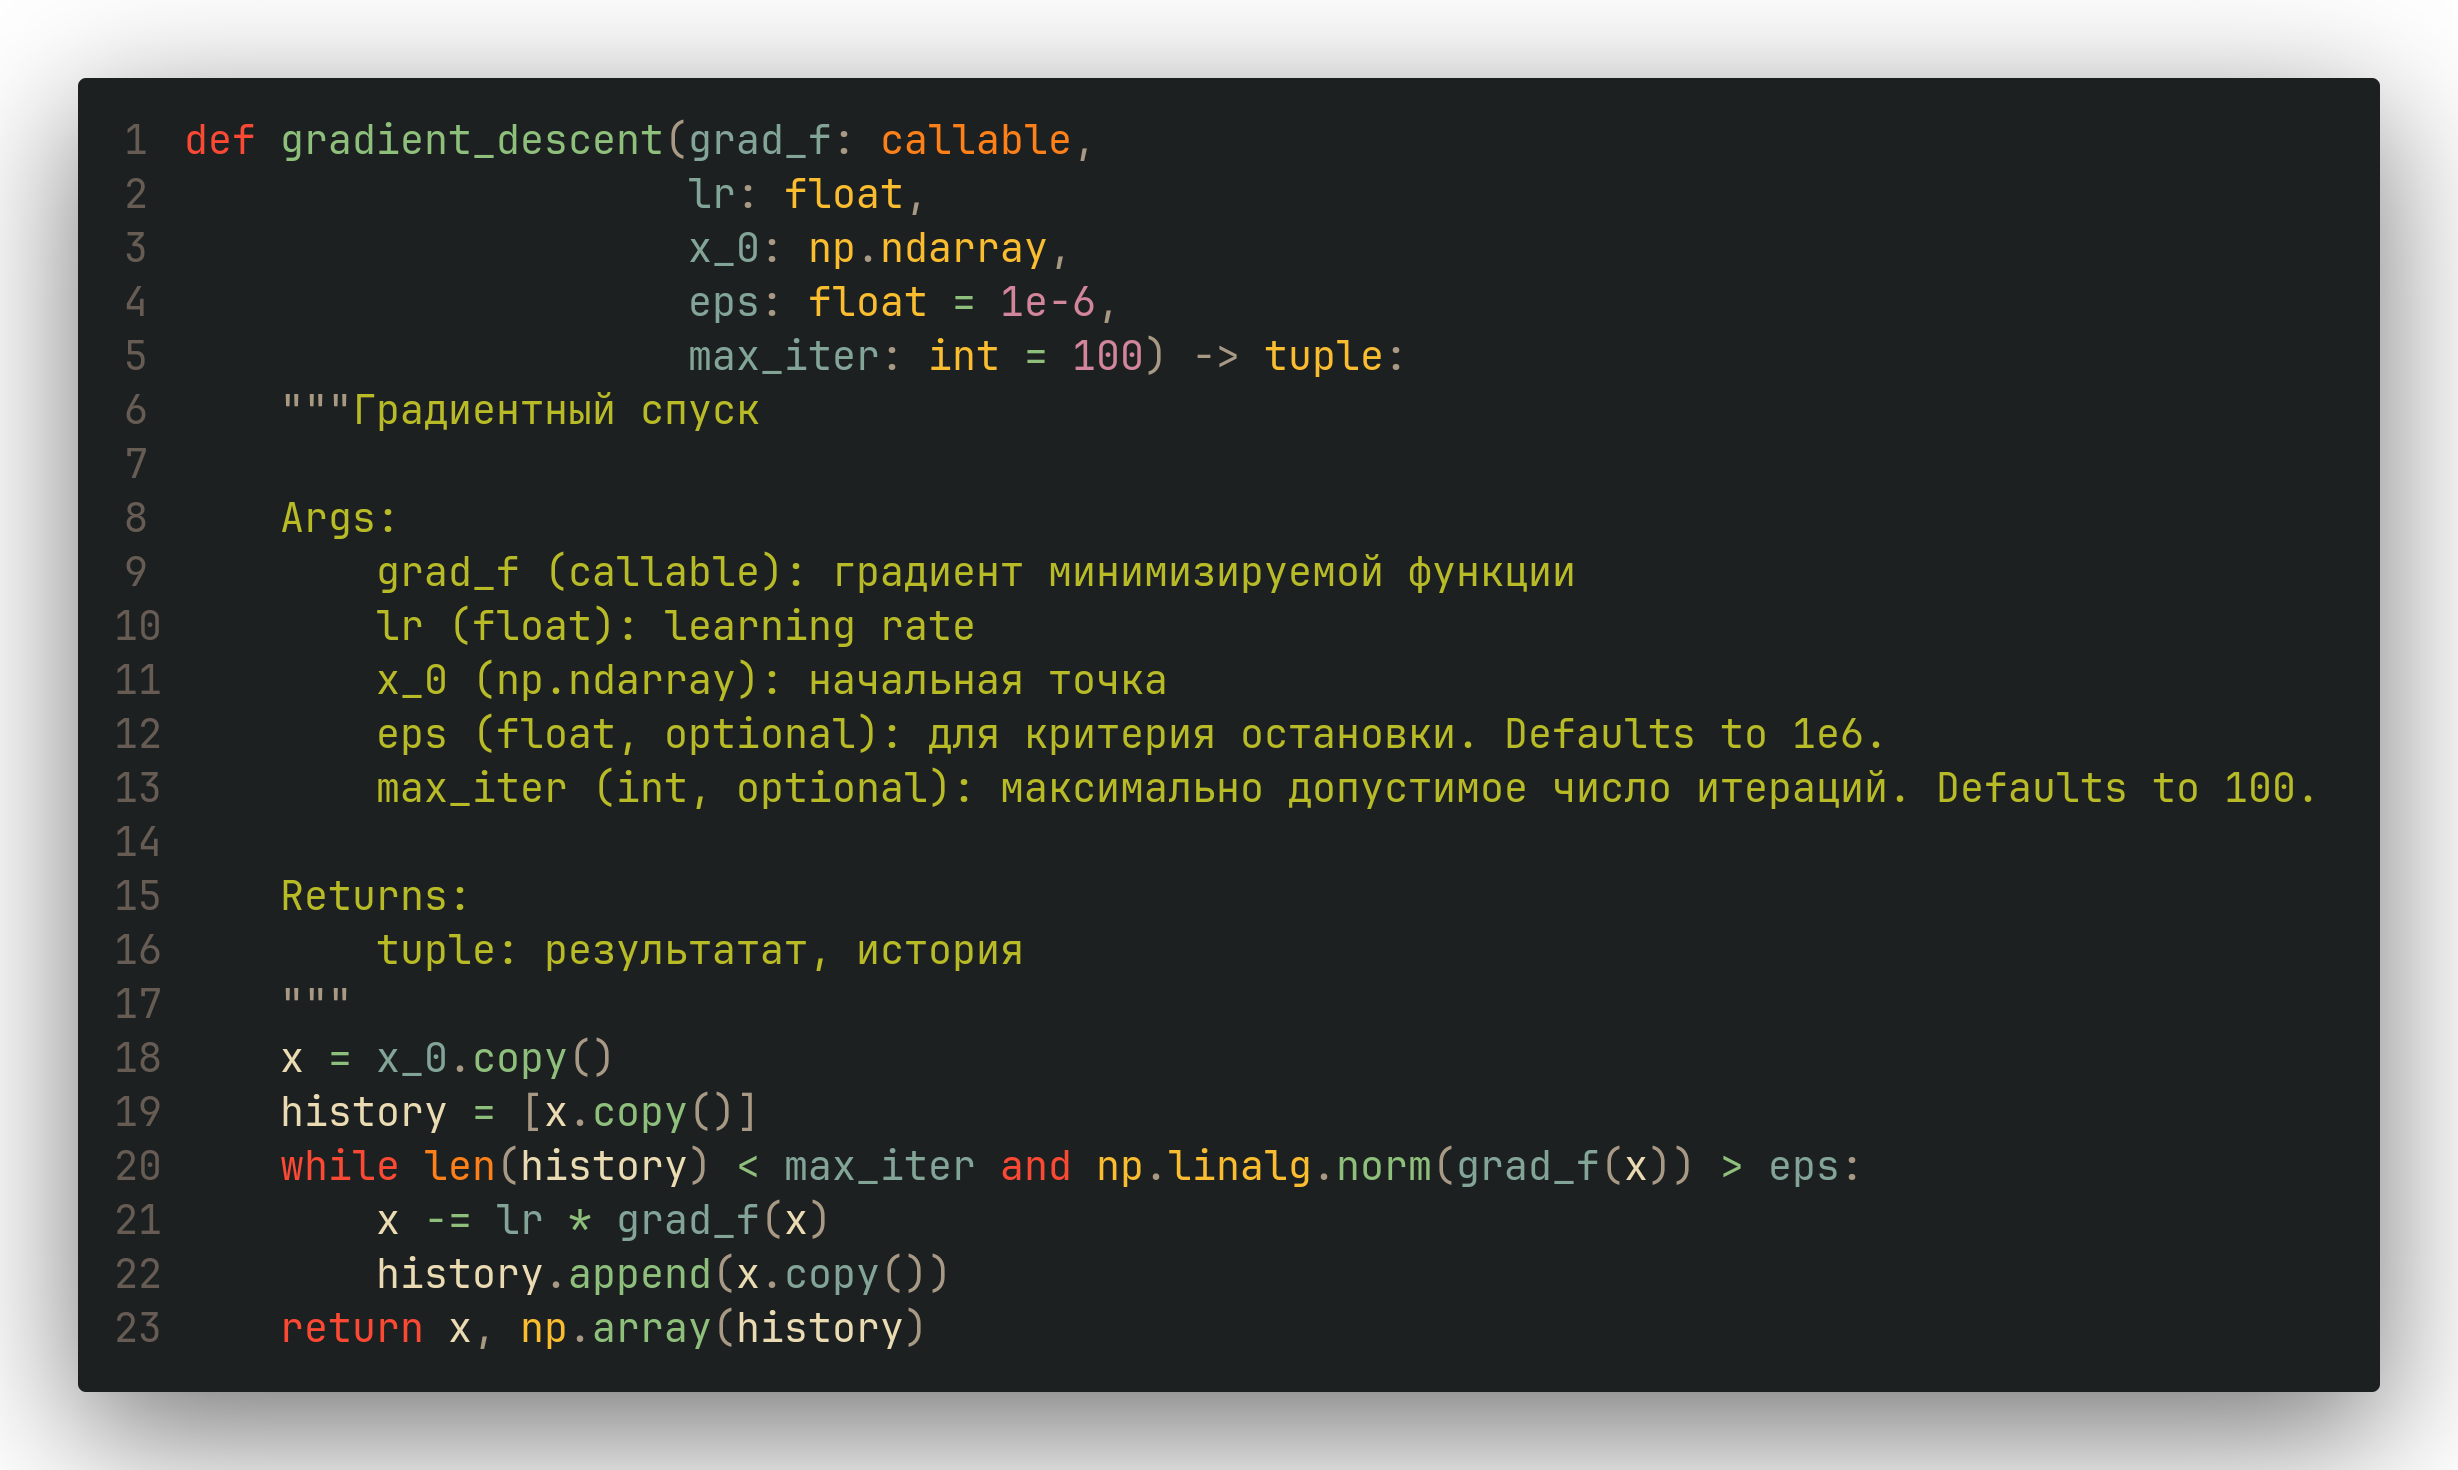 1 def gradient_descent(grad_f: callable,
2                      lr: float,
3                      x_0: np.ndarray,
4                      eps: float = 1e-6,
5                      max_iter: int = 100) -> tuple:
6     """Градиентный спуск
7
8     Args:
9         grad_f (callable): градиент минимизируемой функции
10         lr (float): learning rate
11         x_0 (np.ndarray): начальная точка
12         eps (float, optional): для критерия остановки. Defaults to 1e6.
13         max_iter (int, optional): максимально допустимое число итераций. Defaults to 100.
14
15     Returns:
16         tuple: результатат, история
17     """
18     x = x_0.copy()
19     history = [x.copy()]
20     while len(history) < max_iter and np.linalg.norm(grad_f(x)) > eps:
21         x -= lr * grad_f(x)
22         history.append(x.copy())
23     return x, np.array(history)